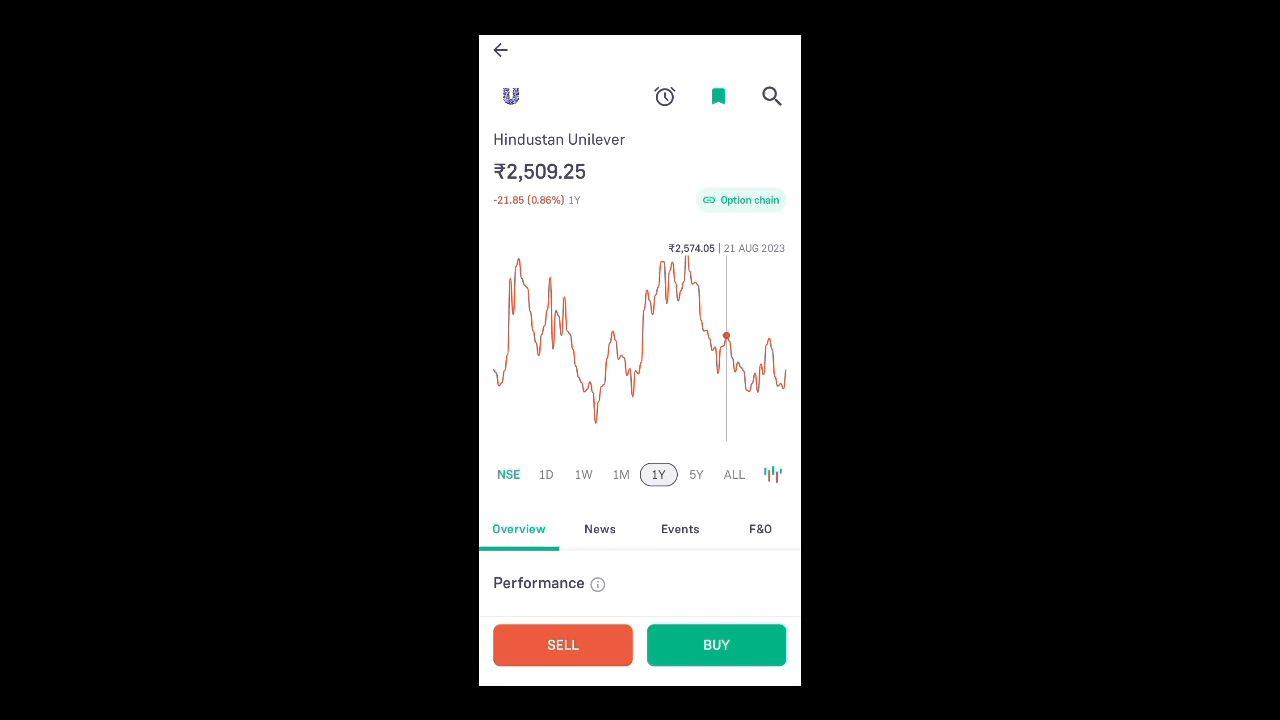 Hindustan Unilever
₹2,509.25
-21.85 (0.86%) 1Y
Option chain
₹2,574.05 | 21 AUG 2023
NSE 1D 1W 1M 1Y 5Y ALL
Overview News Events F&O
Performance
SELL BUY